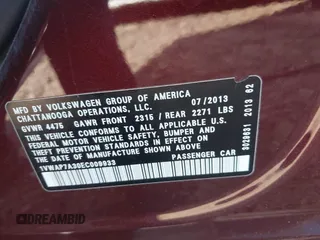 MFD BY VOLKSWAGEN GROUP OF AMERICA
CHATTANOOGA OPERATIONS, LLC. 07/2013
GVWR 4475 GAWR FRONT 2315 / REAR 2271 LBS
THIS VEHICLE CONFORMS TO ALL APPLICABLE
FEDERAL MOTOR VEHICLE SAFETY, BUMPER AND
THEFT PREVENTION STANDARDS IN EFFECT ON
THE DATE OF MANUFACTURE SHOWN ABOVE.
PASSENGER CAR
2013 62
DREAMBID